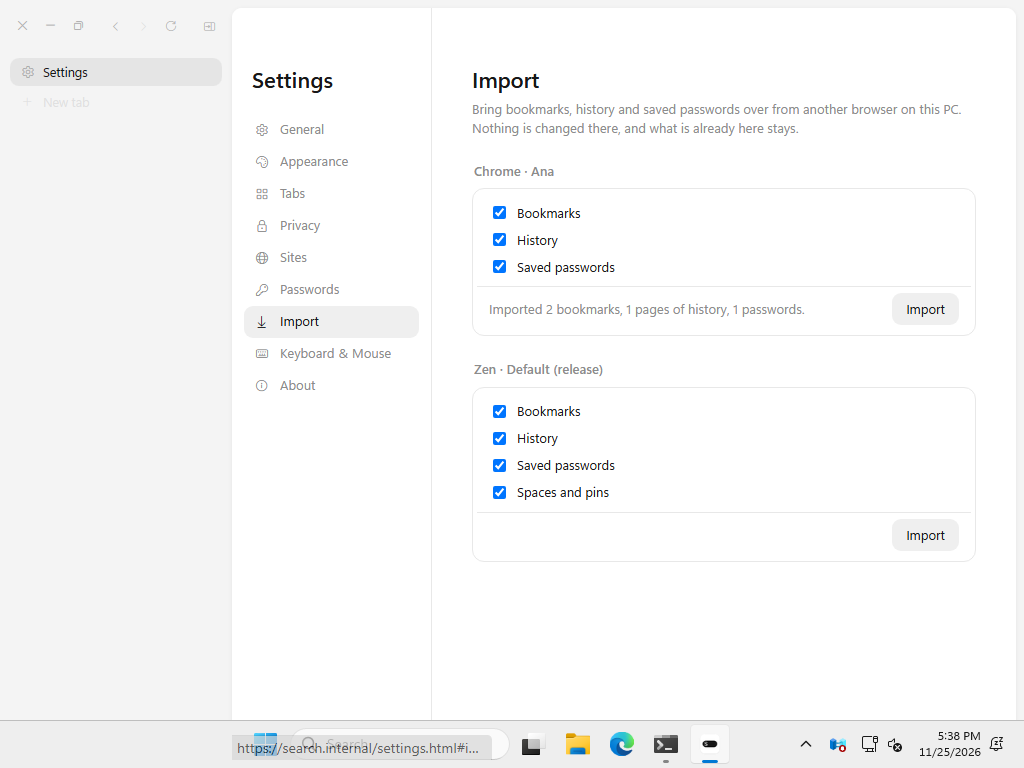 Settings
New tab
Settings
General
Appearance
Tabs
Privacy
Sites
Passwords
Import
Keyboard & Mouse
About
Import
Bring bookmarks, history and saved passwords over from another browser on this PC.
Nothing is changed there, and what is already here stays.
Chrome · Ana
Bookmarks
History
Saved passwords
Imported 2 bookmarks, 1 pages of history, 1 passwords.
Import
Zen · Default (release)
Bookmarks
History
Saved passwords
Spaces and pins
Import
https://search.internal/settings.html#i...
Search
5:38 PM
11/25/2026